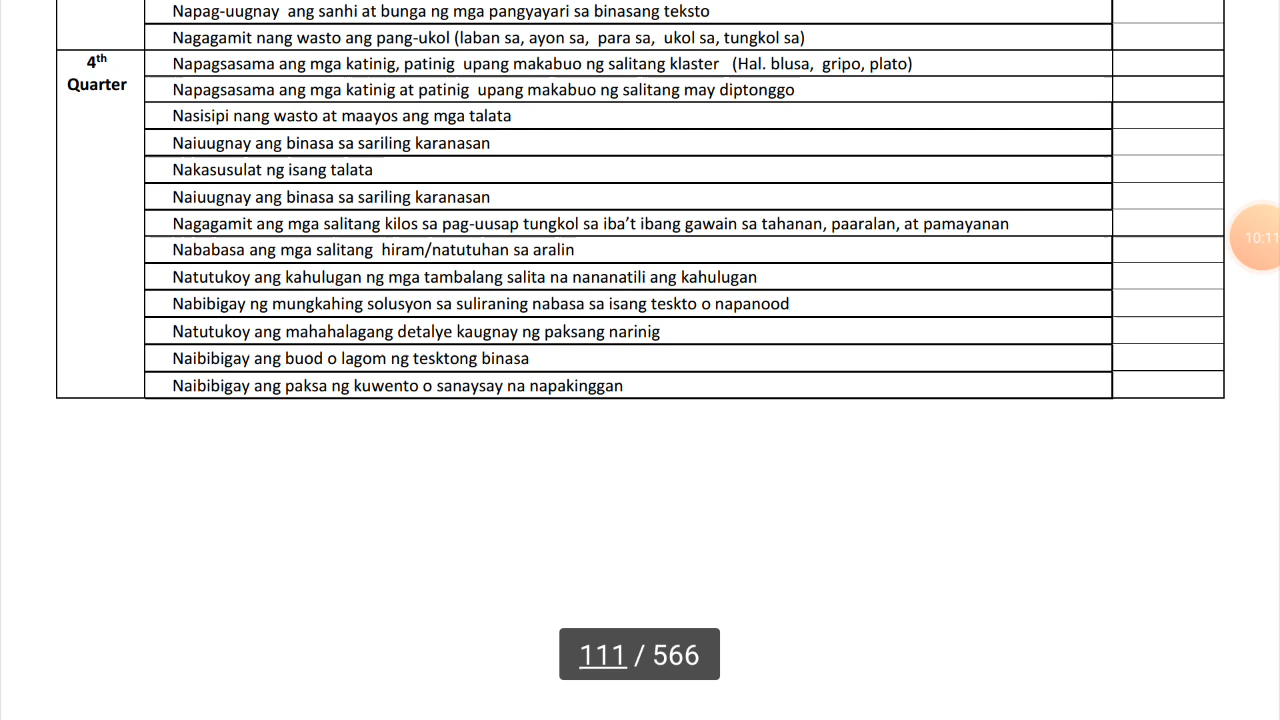 Napag-uugnay ang sanhi at bunga ng mga pangyayari sa binasang teksto
Nagagamit nang wasto ang pang-ukol (laban sa, ayon sa, para sa, ukol sa, tungkol sa)
4th Quarter
Napagsasama ang mga katinig, patinig upang makabuo ng salitang klaster (Hal. blusa, gripo, plato)
Napagsasama ang mga katinig at patinig upang makabuo ng salitang may diptonggo
Nasisipi nang wasto at maayos ang mga talata
Naiuugnay ang binasa sa sariling karanasan
Nakasusulat ng isang talata
Naiuugnay ang binasa sa sariling karanasan
Nagagamit ang mga salitang kilos sa pag-uusap tungkol sa iba’t ibang gawain sa tahanan, paaralan, at pamayanan
Nababasa ang mga salitang hiram/natutuhan sa aralin
Natutukoy ang kahulugan ng mga tambalang salita na nananatili ang kahulugan
Nabibigay ng mungkahing solusyon sa suliraning nabasa sa isang teskto o napanood
Natutukoy ang mahahalagang detalye kaugnay ng paksang narinig
Naibibigay ang buod o lagom ng tesktong binasa
Naibibigay ang paksa ng kuwento o sanaysay na napakinggan
10:11
111 / 566